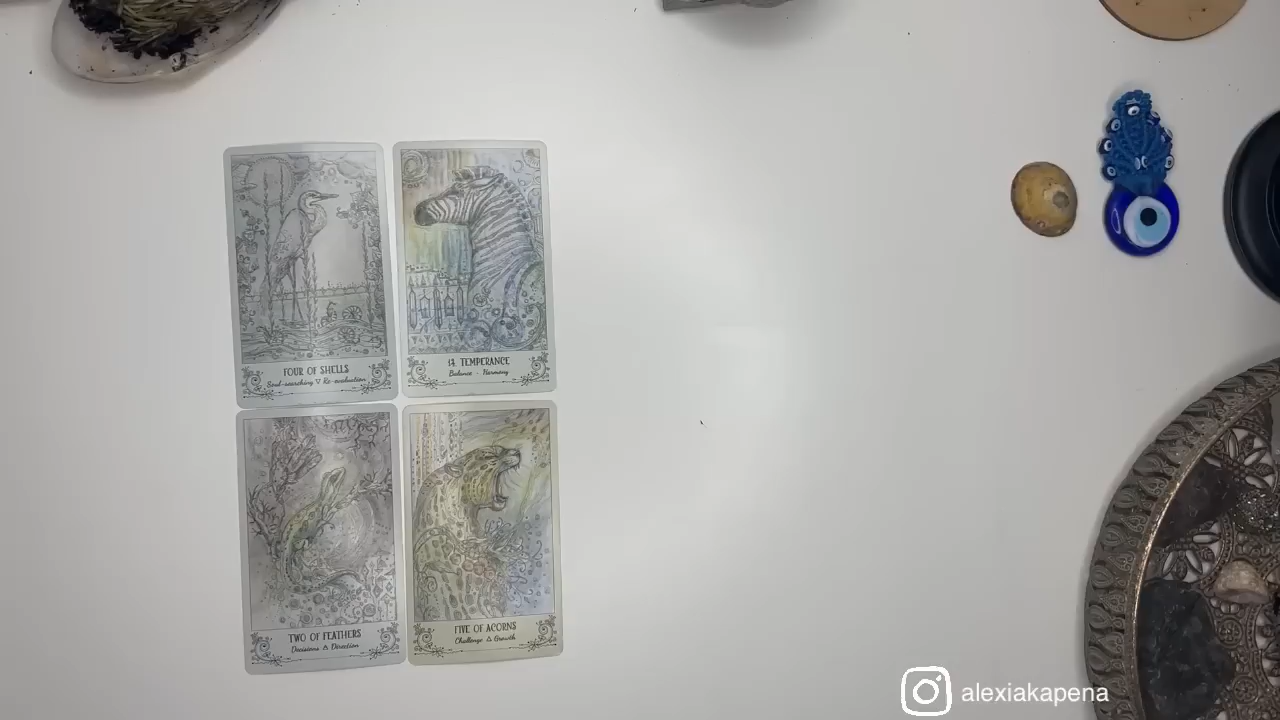 FOUR OF SHELLS
Soul-searching ▽ Re-evaluation
14. TEMPERANCE
Balance - Harmony
TWO OF FEATHERS
Decisions △ Direction
FIVE OF ACORNS
Challenge △ Growth
alexiakapena